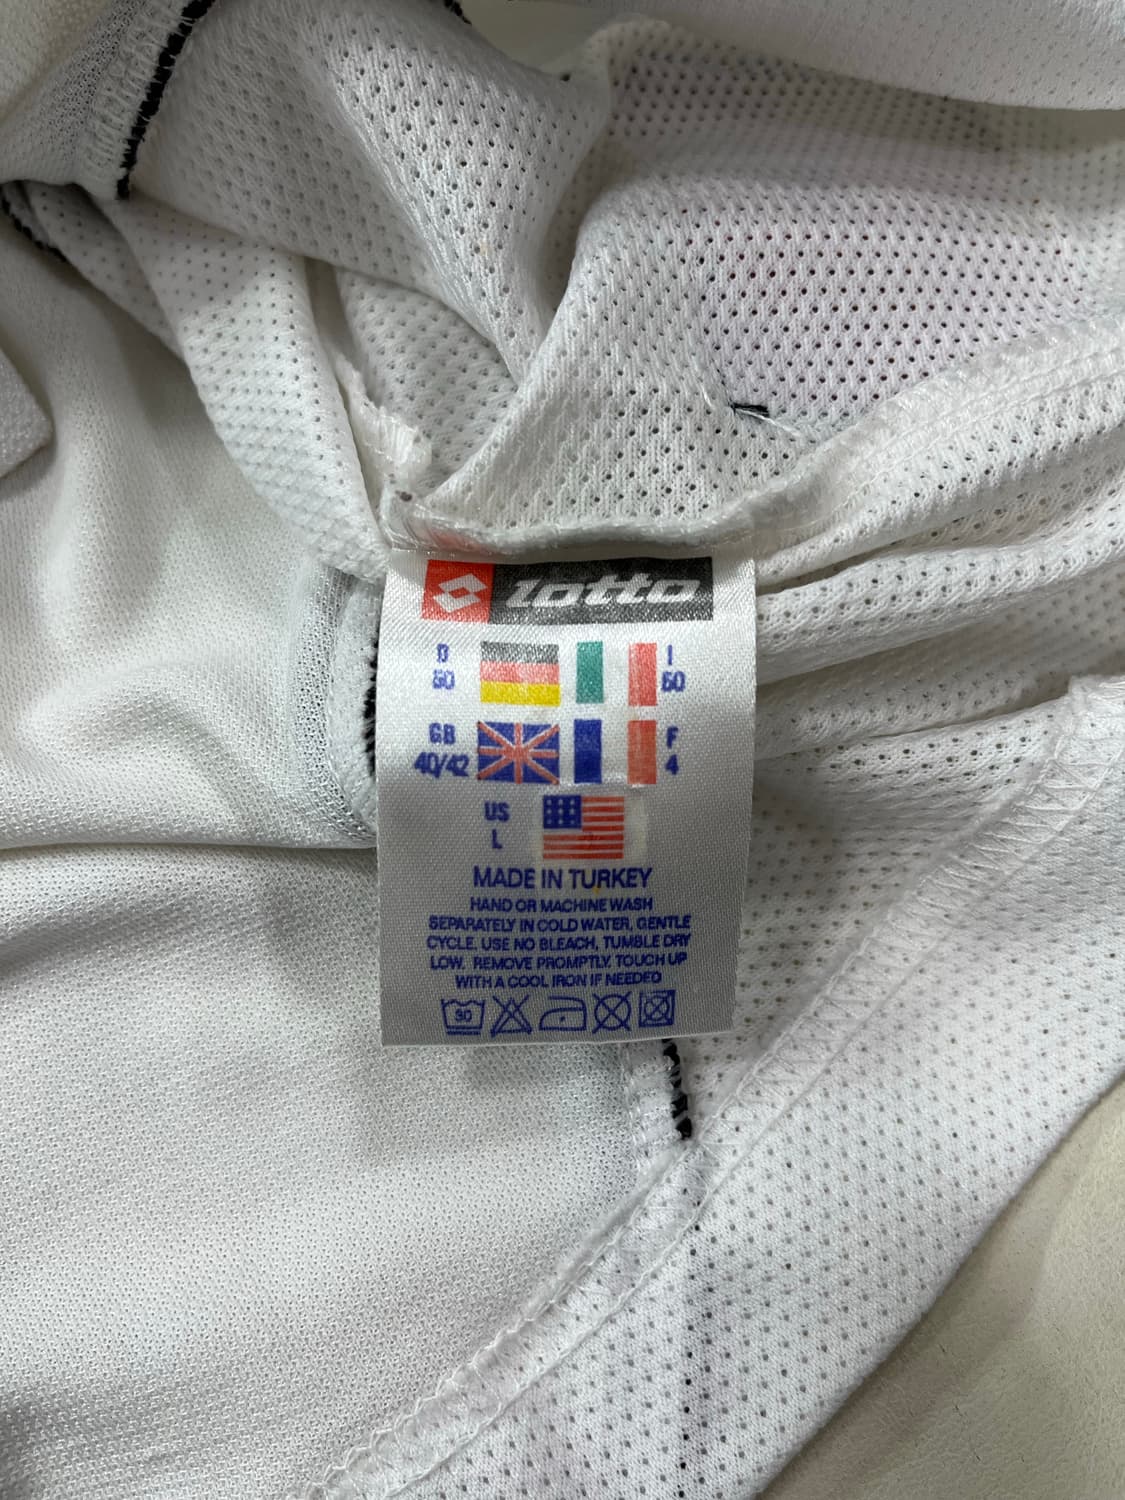 lotto
D I
50 50
GB F
40/42 4
US
L
MADE IN TURKEY
HAND OR MACHINE WASH
SEPARATELY IN COLD WATER, GENTLE
CYCLE, USE NO BLEACH, TUMBLE DRY
LOW. REMOVE PROMPTLY. TOUCH UP
WITH A COOL IRON IF NEEDED
30